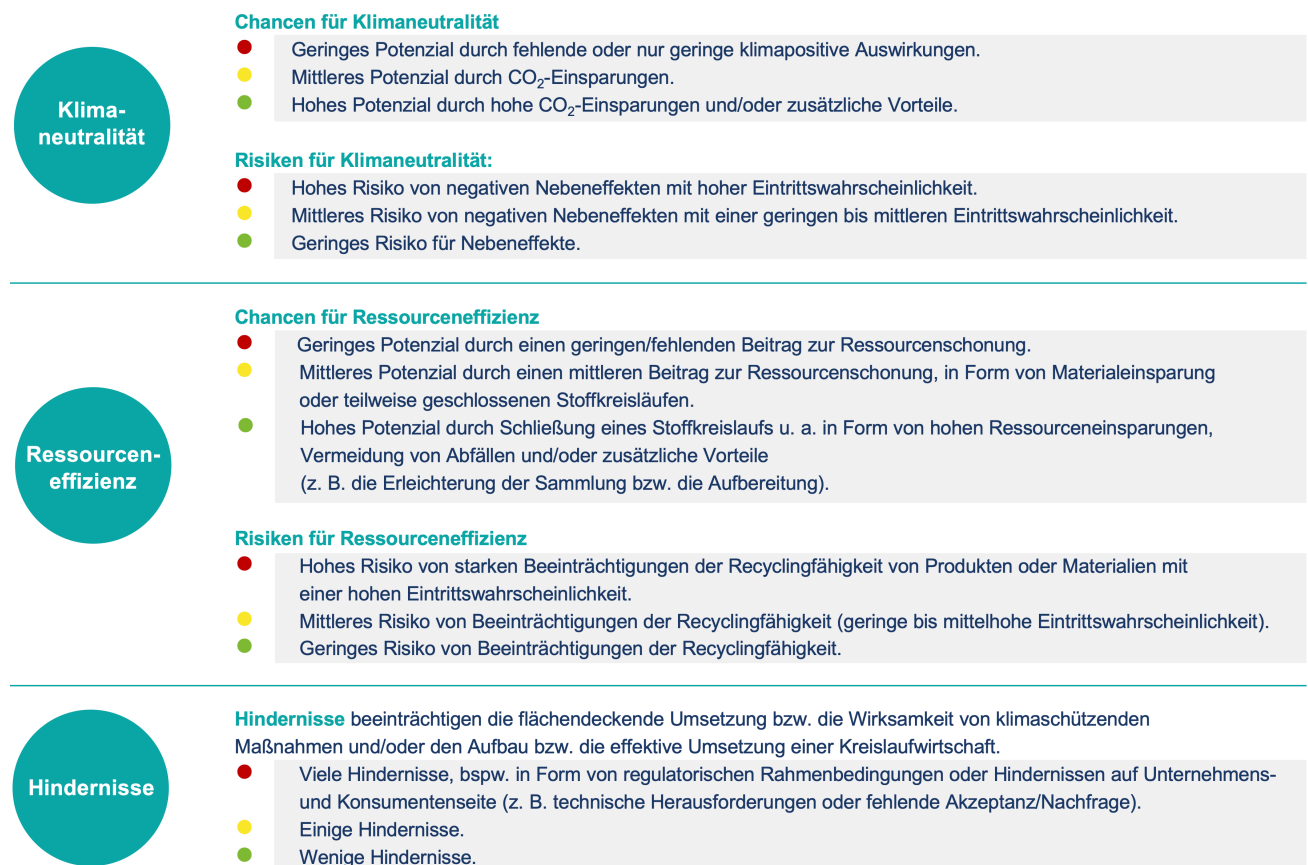 Klima-
neutralität
Chancen für Klimaneutralität
Geringes Potenzial durch fehlende oder nur geringe klimapositive Auswirkungen.
Mittleres Potenzial durch CO₂-Einsparungen.
Hohes Potenzial durch hohe CO₂-Einsparungen und/oder zusätzliche Vorteile.
Risiken für Klimaneutralität:
Hohes Risiko von negativen Nebeneffekten mit hoher Eintrittswahrscheinlichkeit.
Mittleres Risiko von negativen Nebeneffekten mit einer geringen bis mittleren Eintrittswahrscheinlichkeit.
Geringes Risiko für Nebeneffekte.
Ressourcen-
effizienz
Chancen für Ressourceneffizienz
Geringes Potenzial durch einen geringen/fehlenden Beitrag zur Ressourcenschonung.
Mittleres Potenzial durch einen mittleren Beitrag zur Ressourcenschonung, in Form von Materialeinsparung
oder teilweise geschlossenen Stoffkreisläufen.
Hohes Potenzial durch Schließung eines Stoffkreislaufs u. a. in Form von hohen Ressourceneinsparungen,
Vermeidung von Abfällen und/oder zusätzliche Vorteile
(z. B. die Erleichterung der Sammlung bzw. die Aufbereitung).
Risiken für Ressourceneffizienz
Hohes Risiko von starken Beeinträchtigungen der Recyclingfähigkeit von Produkten oder Materialien mit
einer hohen Eintrittswahrscheinlichkeit.
Mittleres Risiko von Beeinträchtigungen der Recyclingfähigkeit (geringe bis mittelhohe Eintrittswahrscheinlichkeit).
Geringes Risiko von Beeinträchtigungen der Recyclingfähigkeit.
Hindernisse
Hindernisse beeinträchtigen die flächendeckende Umsetzung bzw. die Wirksamkeit von klimaschützenden
Maßnahmen und/oder den Aufbau bzw. die effektive Umsetzung einer Kreislaufwirtschaft.
Viele Hindernisse, bspw. in Form von regulatorischen Rahmenbedingungen oder Hindernissen auf Unternehmens-
und Konsumentenseite (z. B. technische Herausforderungen oder fehlende Akzeptanz/Nachfrage).
Einige Hindernisse.
Wenige Hindernisse.